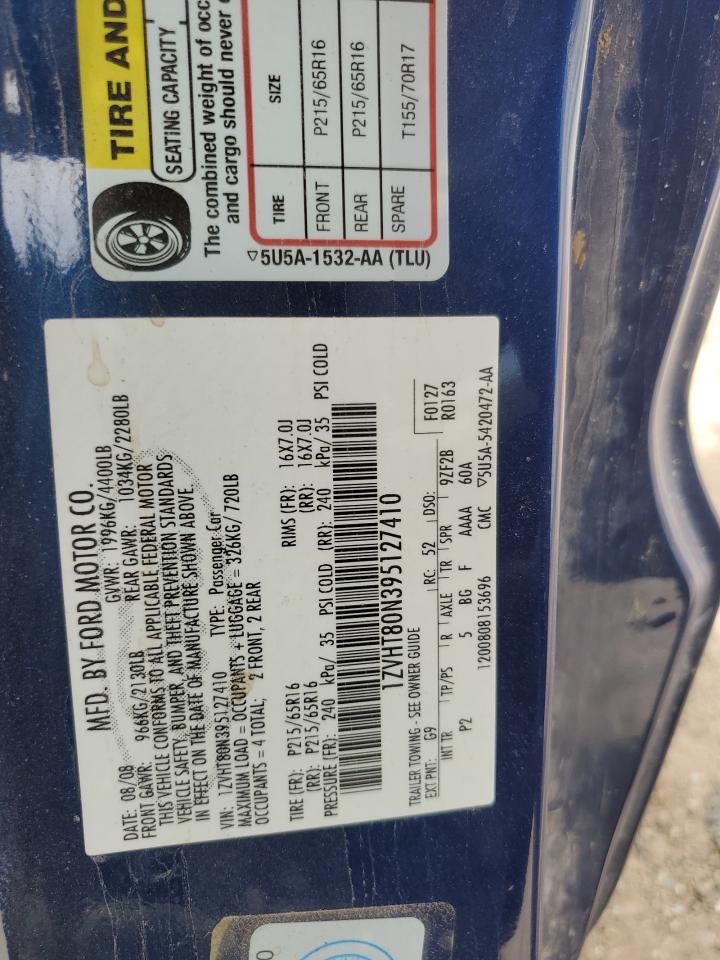 TIRE AND
SEATING CAPACITY
The combined weight of occ
and cargo should never
TIRE SIZE
FRONT P215/65R16
REAR P215/65R16
SPARE T155/70R17
▽5U5A-1532-AA (TLU)
MFD. BY FORD MOTOR CO.
DATE: 08/08 GVWR: 1996KG/4400LB
FRONT GAWR: 966KG/2130LB REAR GAWR: 1034KG/2280LB
THIS VEHICLE CONFORMS TO ALL APPLICABLE FEDERAL MOTOR
VEHICLE SAFETY, BUMPER, AND THEFT PREVENTION STANDARDS
IN EFFECT ON THE DATE OF MANUFACTURE SHOWN ABOVE.
VIN: 1ZVHT80N395127410 TYPE: Passenger Car
MAXIMUM LOAD = OCCUPANTS + LUGGAGE = 326KG/720LB
OCCUPANTS = 4 TOTAL; 2 FRONT, 2 REAR
TIRE (FR): P215/65R16 RIMS (FR): 16X7.0J
(RR): P215/65R16 (RR): 16X7.0J
PRESSURE (FR): 240 kPa/ 35 PSI COLD (RR): 240 kPa/ 35 PSI COLD
1ZVHT80N395127410
TRAILER TOWING - SEE OWNER GUIDE
EXT PNT: G9 RC: 52 DSO: F0127
R0163
INT TR TP/PS R AXLE TR SPR 9ZF2B
P2 5 BG F AAAA 60A
1200808153696 CMC ▽5U5A-5420472-AA